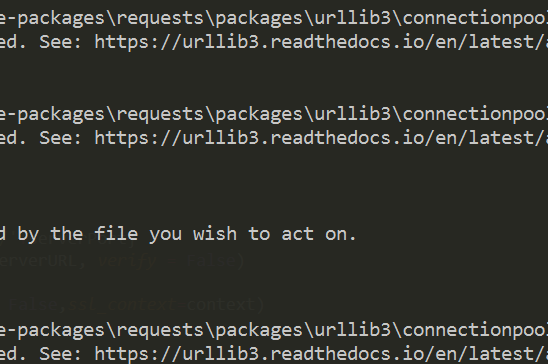 e-packages\requests\packages\urllib3\connectionpool
ed. See: https://urllib3.readthedocs.io/en/latest/a
e-packages\requests\packages\urllib3\connectionpool
ed. See: https://urllib3.readthedocs.io/en/latest/a
d by the file you wish to act on.
e-packages\requests\packages\urllib3\connectionpool
ed. See: https://urllib3.readthedocs.io/en/latest/a